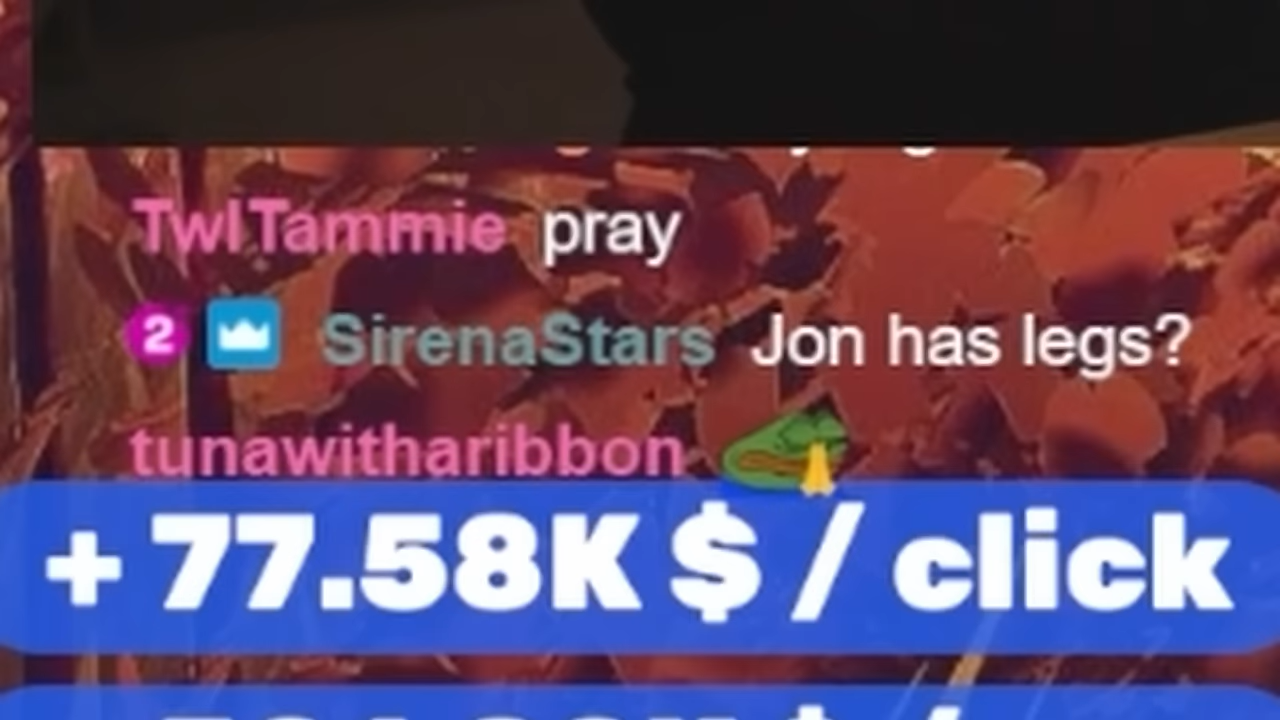 TwlTammie pray
2 SirenaStars Jon has legs?
tunawitharibbon
+ 77.58K $ / click